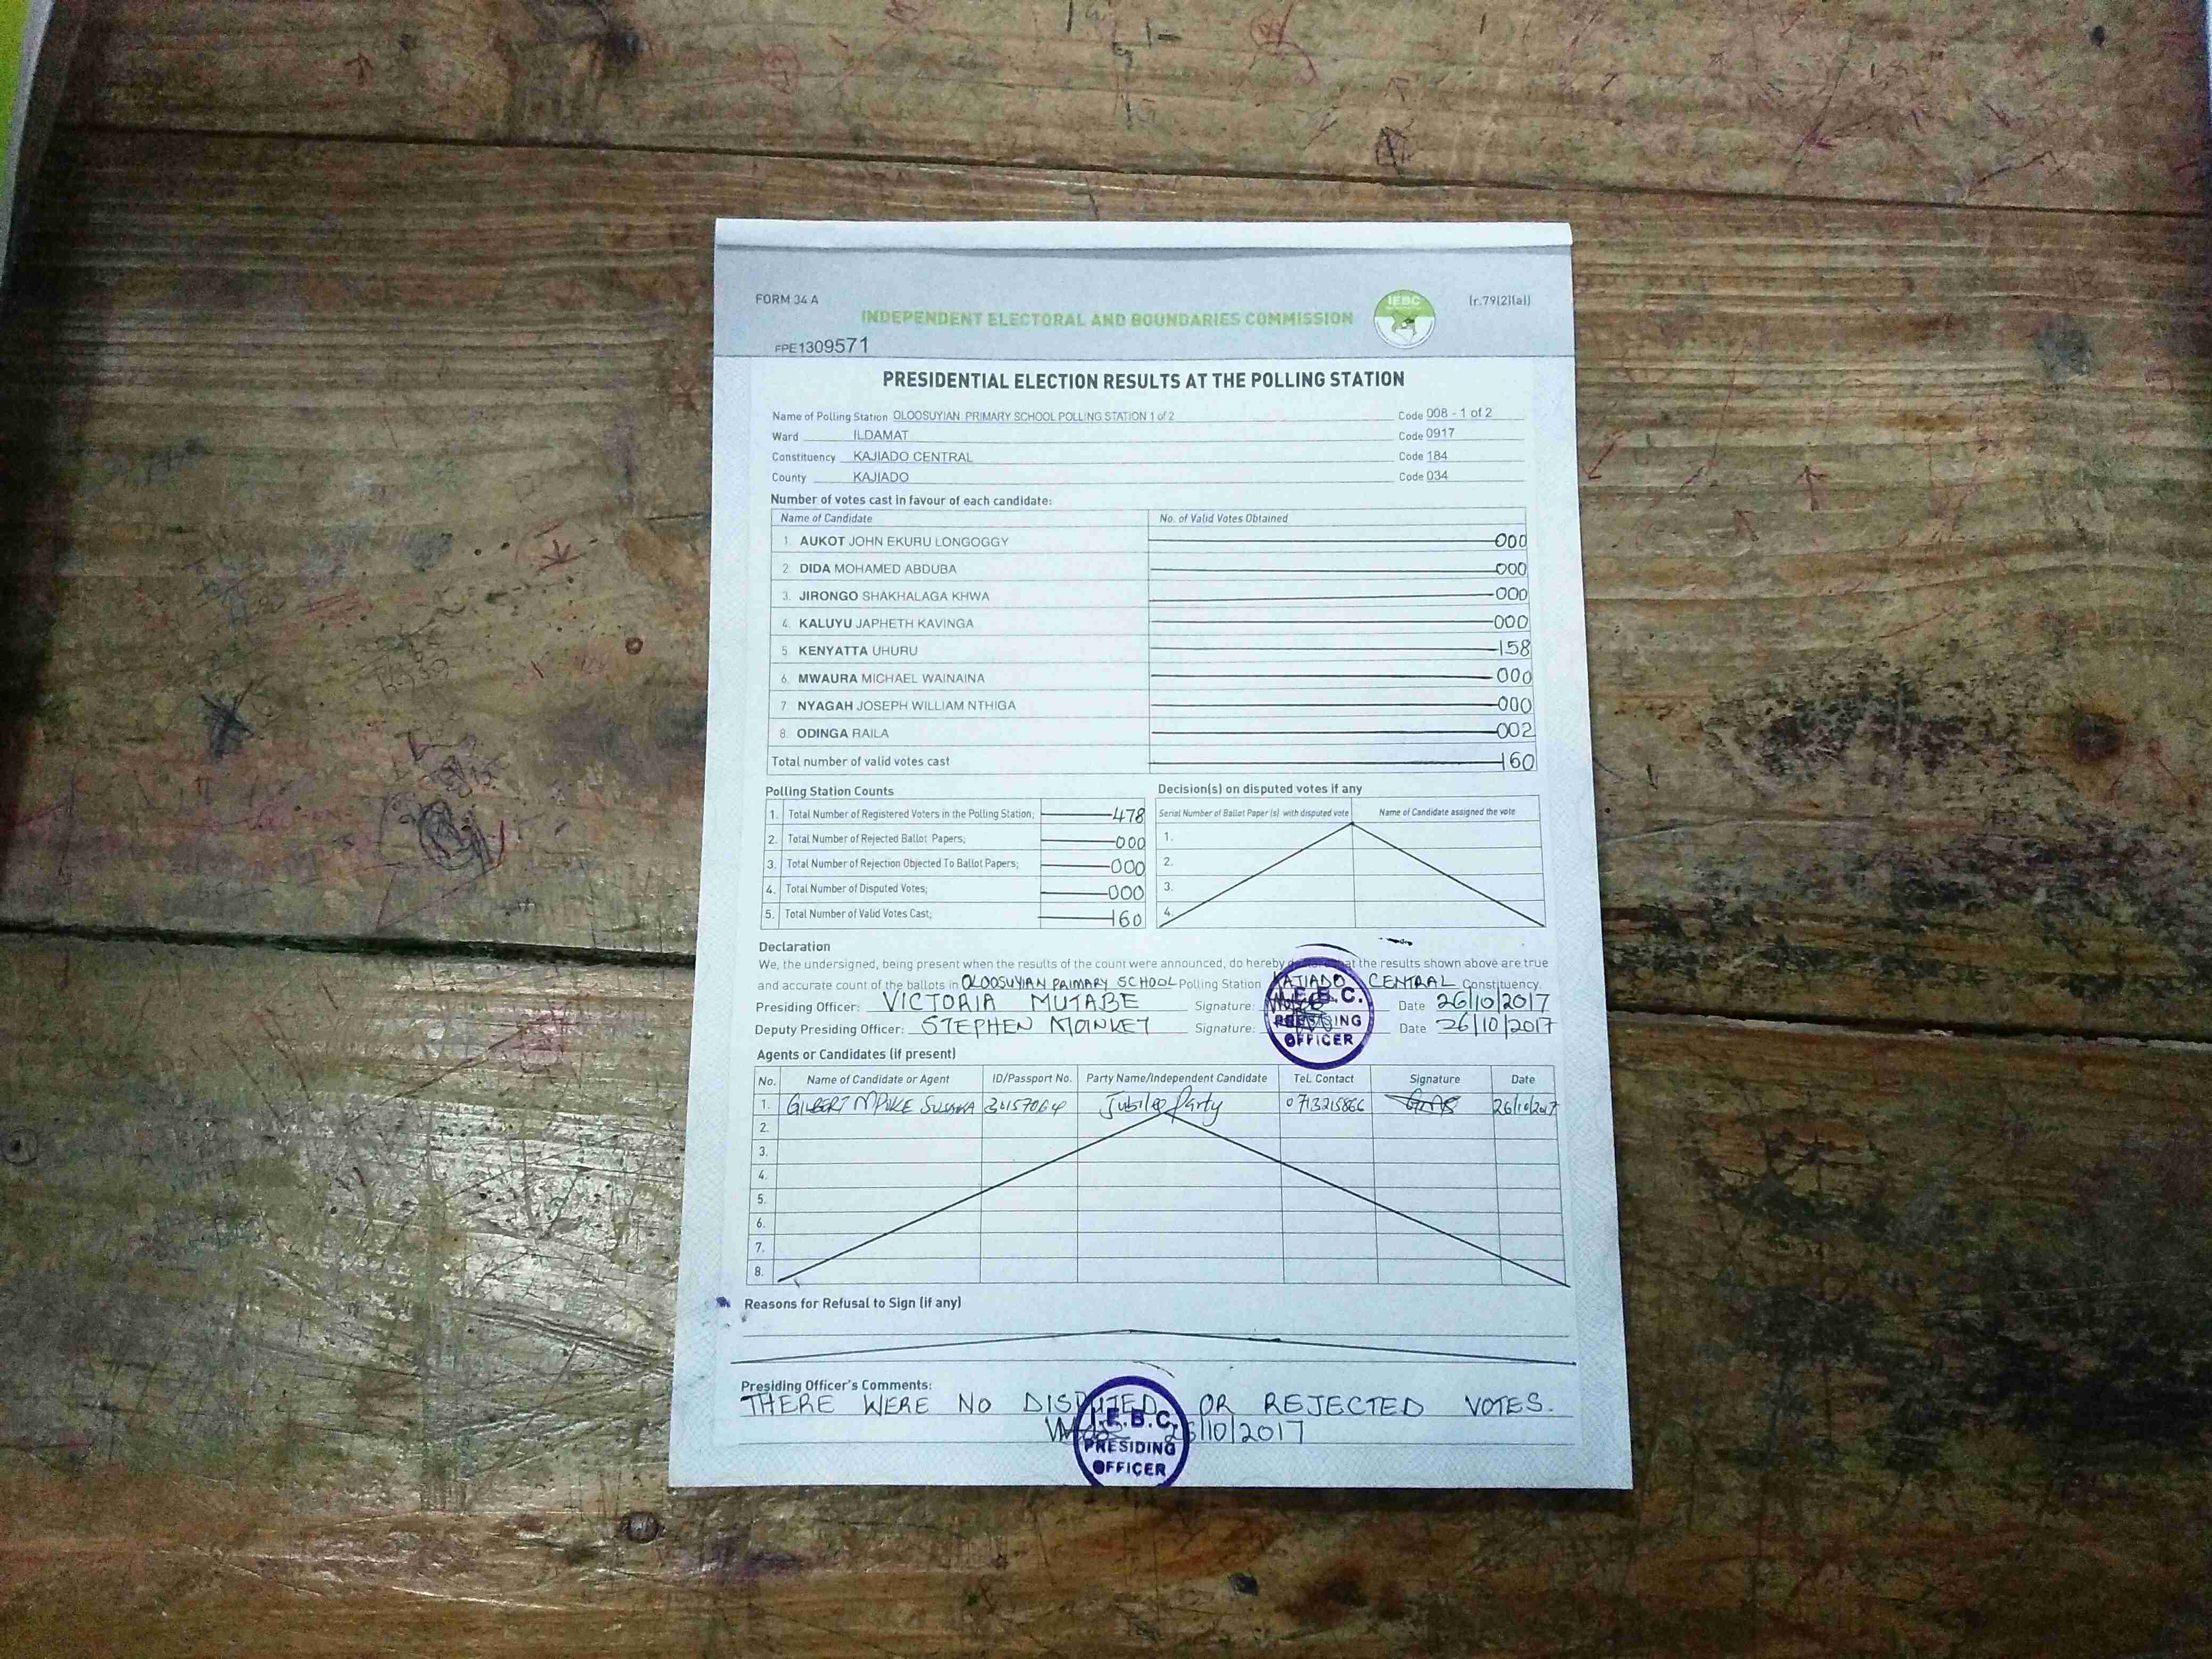 FORM 34 A
(r.79(2)(a))
IEBC
INDEPENDENT ELECTORAL AND BOUNDARIES COMMISSION
FPE1309571
PRESIDENTIAL ELECTION RESULTS AT THE POLLING STATION
Name of Polling Station OLOOSUYIAN PRIMARY SCHOOL POLLING STATION 1 of 2 Code 008 - 1 of 2
Ward ILDAMAT Code 0917
Constituency KAJIADO CENTRAL Code 184
County KAJIADO Code 034
Number of votes cast in favour of each candidate:
Name of Candidate No. of Valid Votes Obtained
1. AUKOT JOHN EKURU LONGOGGY 000
2. DIDA MOHAMED ABDUBA 000
3. JIRONGO SHAKHALAGA KHWA 000
4. KALUYU JAPHETH KAVINGA 000
5. KENYATTA UHURU 158
6. MWAURA MICHAEL WAINAINA 000
7. NYAGAH JOSEPH WILLIAM NTHIGA 000
8. ODINGA RAILA 002
Total number of valid votes cast 160
Polling Station Counts
1. Total Number of Registered Voters in the Polling Station; 478
2. Total Number of Rejected Ballot Papers; 000
3. Total Number of Rejection Objected To Ballot Papers; 000
4. Total Number of Disputed Votes; 000
5. Total Number of Valid Votes Cast; 160
Decision(s) on disputed votes if any
Serial Number of Ballot Paper (s) with disputed vote Name of Candidate assigned the vote
1.
2.
3.
4.
Declaration
We, the undersigned, being present when the results of the count were announced, do hereby that the results shown above are true
and accurate count of the ballots in OLOOSUYIAN PRIMARY SCHOOL Polling Station KAJIADO CENTRAL Constituency.
Presiding Officer: VICTORIA MUTABE Signature: Date 26/10/2017
Deputy Presiding Officer: STEPHEN MOINKET Signature: Date 26/10/2017
I.E.B.C.
PRESIDING
OFFICER
Agents or Candidates (if present)
No. Name of Candidate or Agent ID/Passport No. Party Name/Independent Candidate Tel. Contact Signature Date
1. GILBERT Jubilee Party 0713215866 26/10/2017
2.
3.
4.
5.
6.
7.
8.
Reasons for Refusal to Sign (if any)
Presiding Officer's Comments:
THERE WERE NO DISPUTED OR REJECTED VOTES.
26/10/2017
I.E.B.C.
PRESIDING
OFFICER